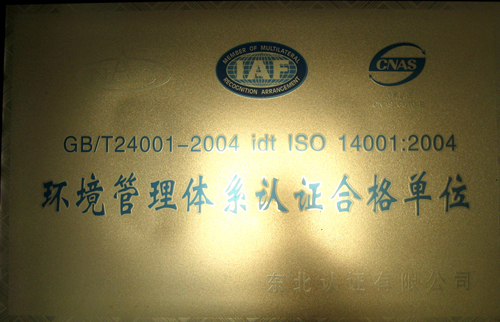 MEMBER OF MULTILATERAL
IAF
RECOGNITION ARRANGEMENT
CNAS
GB/T24001-2004 idt ISO 14001:2004
环境管理体系认证合格单位
东北认证有限公司